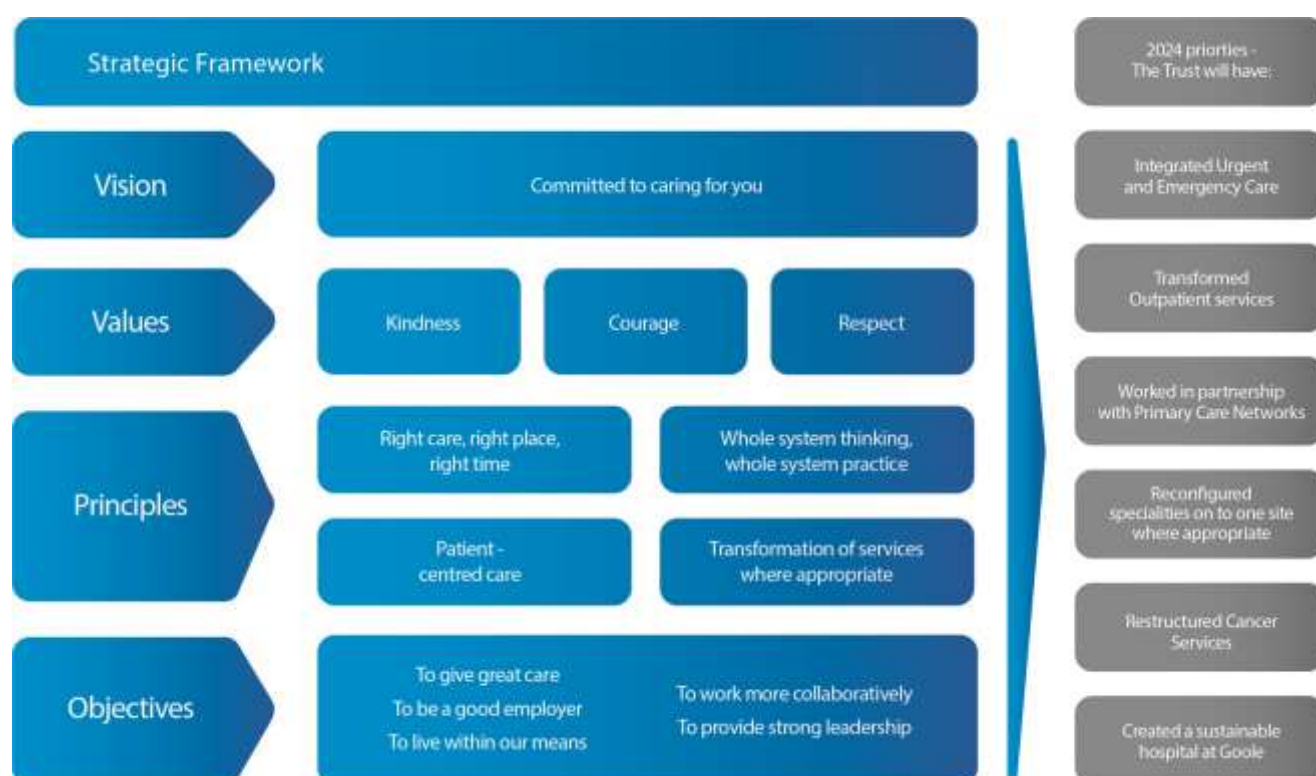 Strategic Framework
Vision
Committed to caring for you
Values
Kindness
Courage
Respect
Principles
Right care, right place,
right time
Whole system thinking,
whole system practice
Patient -
centred care
Transformation of services
where appropriate
Objectives
To give great care
To be a good employer
To live within our means
To work more collaboratively
To provide strong leadership
2024 priorties -
The Trust will have:
Integrated Urgent
and Emergency Care
Transformed
Outpatient services
Worked in partnership
with Primary Care Networks
Reconfigured
specialities on to one site
where appropriate
Restructured Cancer
Services
Created a sustainable
hospital at Goole